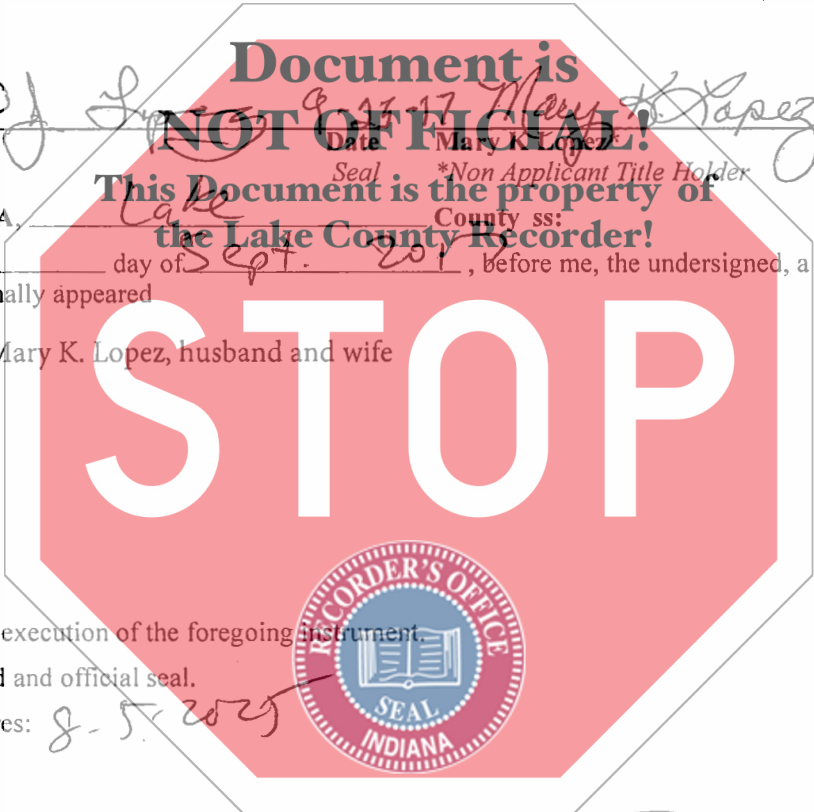 Document is
J Lopez 9-27-17 Mary K. Lopez
NOT OFFICIAL!
Date Mary K. Lopez*
Seal *Non Applicant Title Holder
This Document is the property of
A, Lake County ss:
the Lake County Recorder!
day of Sept. 2017, before me, the undersigned, a
ally appeared
Mary K. Lopez, husband and wife
STOP
execution of the foregoing instrument.
and official seal.
es: 8-5-2025
RECORDER'S OFFICE
SEAL
INDIANA